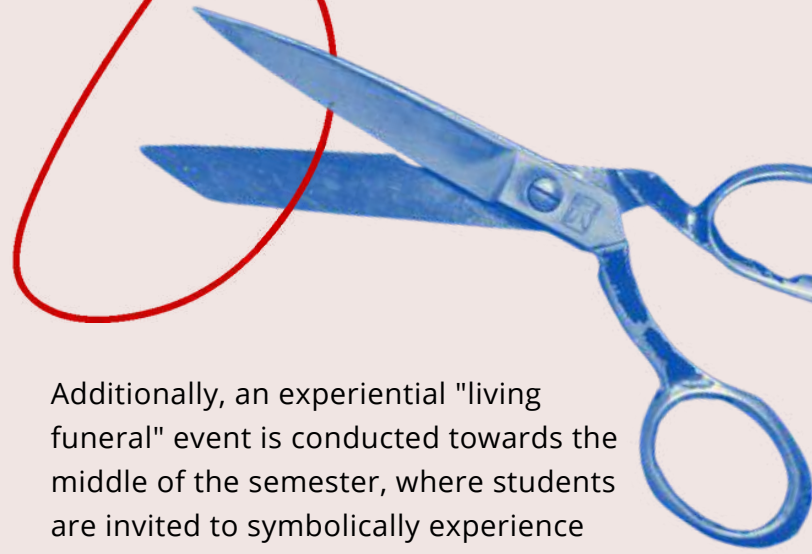 Additionally, an experiential "living
funeral" event is conducted towards the
middle of the semester, where students
are invited to symbolically experience